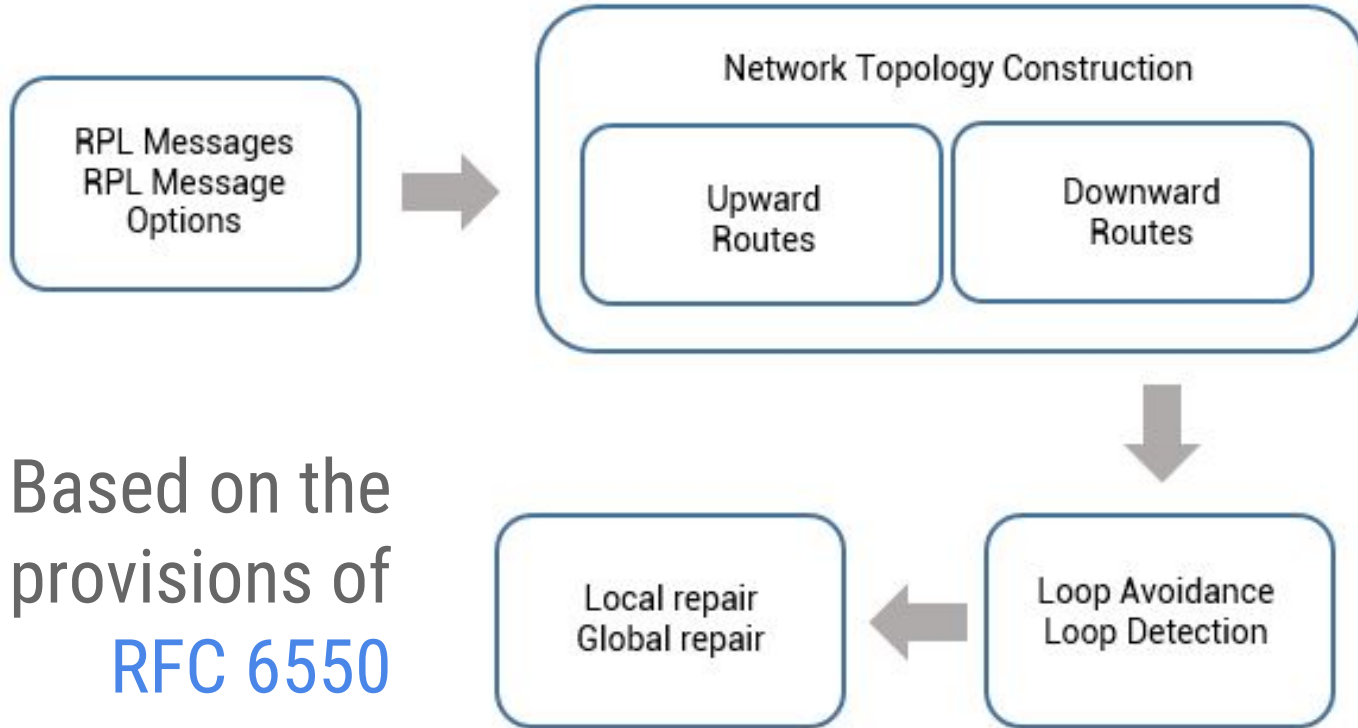 RPL Messages
RPL Message
Options
Network Topology Construction
Upward
Routes
Downward
Routes
Based on the
provisions of
RFC 6550
Local repair
Global repair
Loop Avoidance
Loop Detection